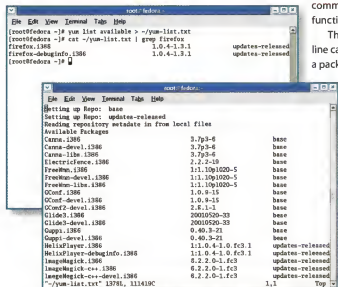 root@fedora:~
File Edit View Terminal Tabs Help
[root@fedora ~]# yum list available > ~/yum-list.txt
[root@fedora ~]# cat ~/yum-list.txt | grep firefox
firefox.i386 1.0.4-1.3.1 updates-released
firefox-debuginfo.i386 1.0.4-1.3.1 updates-released
[root@fedora ~]#
comm
functi
Th
line ca
a pack
root@fedora:~
File Edit View Terminal Tabs Help
Setting up Repo: base
Setting up Repo: updates-released
Reading repository metadata in from local files
Available Packages
Canna.i386 3.7p3-6 base
Canna-devel.i386 3.7p3-6 base
Canna-libs.i386 3.7p3-6 base
ElectricFence.i386 2.2.2-19 base
FreeWnn.i386 1:1.10pl020-5 base
FreeWnn-devel.i386 1:1.10pl020-5 base
FreeWnn-libs.i386 1:1.10pl020-5 base
GConf.i386 1.0.9-15 base
GConf-devel.i386 1.0.9-15 base
GConf2-devel.i386 2.8.1-1 base
Glide3.i386 20010520-33 base
Glide3-devel.i386 20010520-33 base
Guppi.i386 0.40.3-21 base
Guppi-devel.i386 0.40.3-21 base
HelixPlayer.i386 1:1.0.4-1.0.fc3.1 updates-released
HelixPlayer-debuginfo.i386 1:1.0.4-1.0.fc3.1 updates-released
ImageMagick.i386 6.2.2.0-1.fc3 updates-released
ImageMagick-c++.i386 6.2.2.0-1.fc3 updates-released
ImageMagick-c++-devel.i386 6.2.2.0-1.fc3 updates-released
"~/yum-list.txt" 1378L, 111419C 1,1 Top